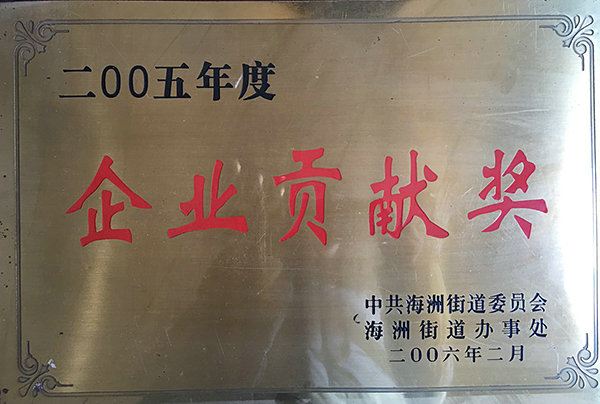 二00五年度
企业贡献奖
中共海洲街道委员会
海洲街道办事处
二00六年二月